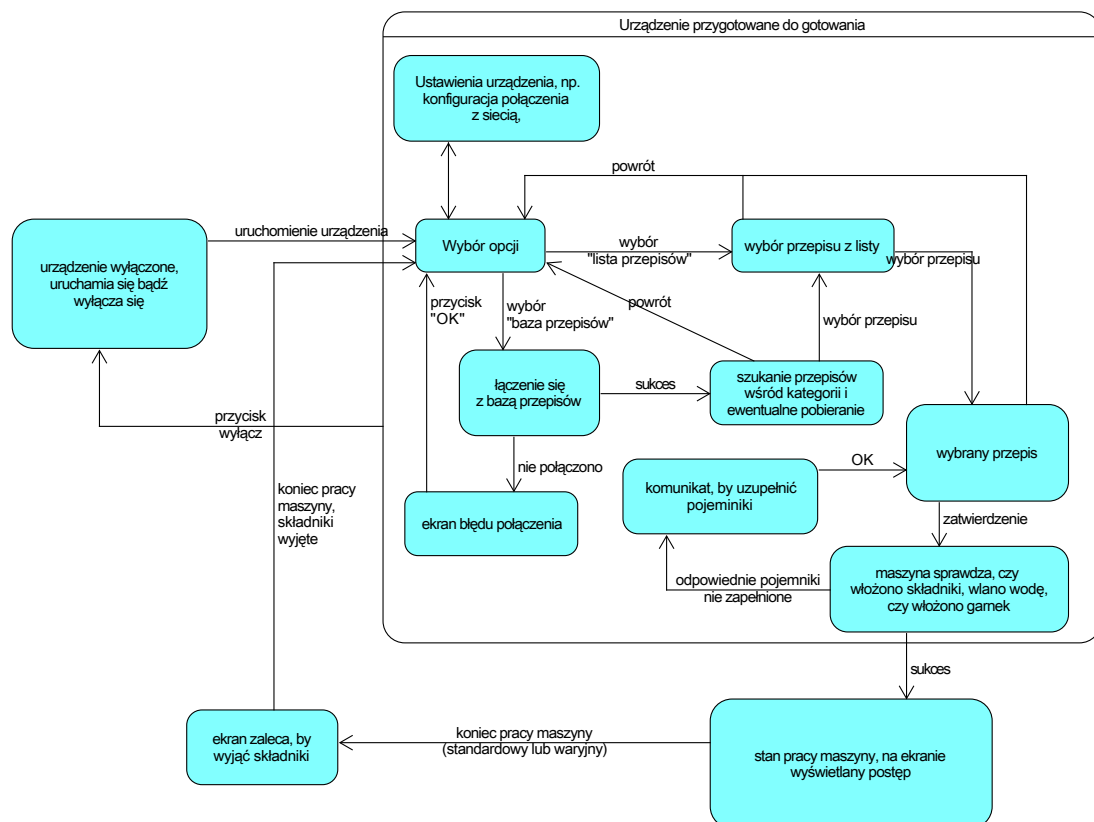 Urządzenie przygotowane do gotowania
Ustawienia urządzenia, np.
konfiguracja połączenia
z siecią,
powrót
uruchomienie urządzenia
Wybór opcji
wybór
"lista przepisów"
wybór przepisu z listy
wybór przepisu
urządzenie wyłączone,
uruchamia się bądź
wyłącza się
przycisk
"OK"
wybór
"baza przepisów"
powrót
wybór przepisu
łączenie się
z bazą przepisów
sukces
szukanie przepisów
wśród kategorii i
ewentualne pobieranie
przycisk
wyłącz
nie połączono
OK
wybrany przepis
komunikat, by uzupełnić
pojeminiki
koniec pracy
maszyny,
składniki
wyjęte
ekran błędu połączenia
zatwierdzenie
odpowiednie pojemniki
nie zapełnione
maszyna sprawdza, czy
włożono składniki, wlano wodę,
czy włożono garnek
sukces
ekran zaleca, by
wyjąć składniki
koniec pracy maszyny
(standardowy lub waryjny)
stan pracy maszyny, na ekranie
wyświetlany postęp